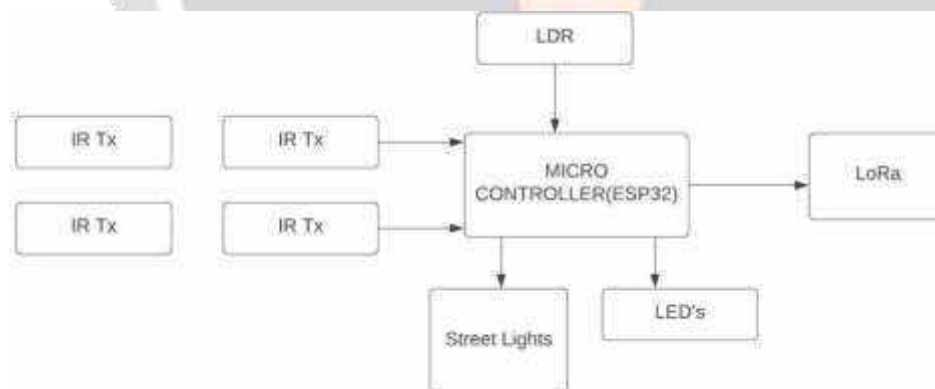 LDR
IR Tx
IR Tx
MICRO
CONTROLLER(ESP32)
LoRa
IR Tx
IR Tx
Street Lights
LED's